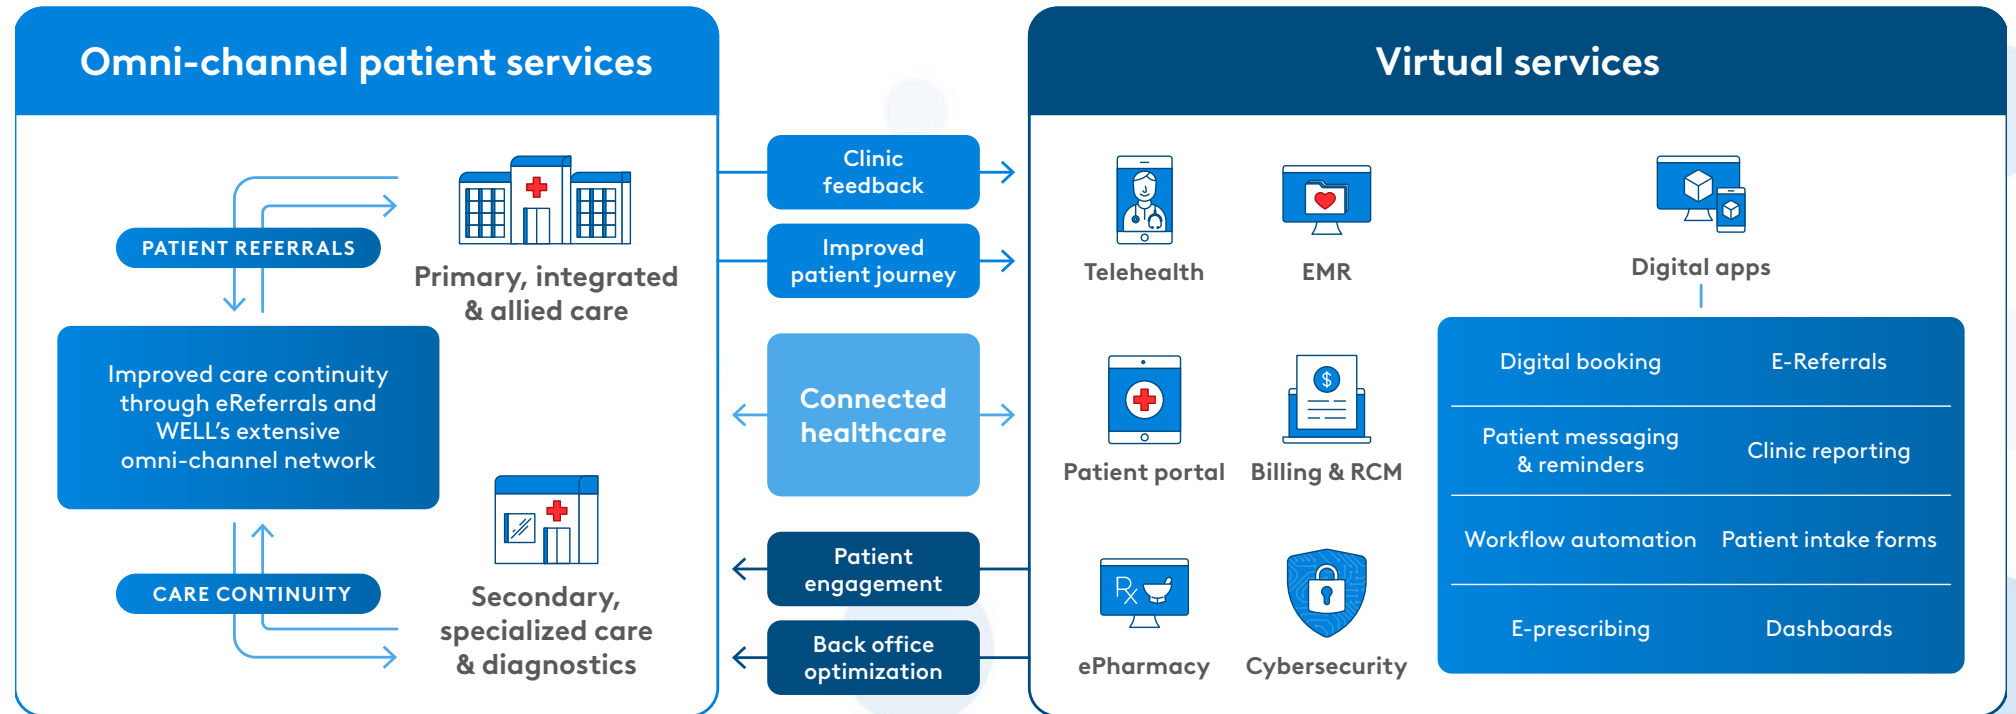 Omni-channel patient services
PATIENT REFERRALS
Primary, integrated
& allied care
Improved care continuity
through eReferrals and
WELL’s extensive
omni-channel network
CARE CONTINUITY
Secondary,
specialized care
& diagnostics
Clinic
feedback
Improved
patient journey
Connected
healthcare
Patient
engagement
Back office
optimization
Virtual services
Telehealth
EMR
Digital apps
Patient portal
$
Billing & RCM
Rx
ePharmacy
Cybersecurity
Digital booking
E-Referrals
Patient messaging
& reminders
Clinic reporting
Workflow automation
Patient intake forms
E-prescribing
Dashboards